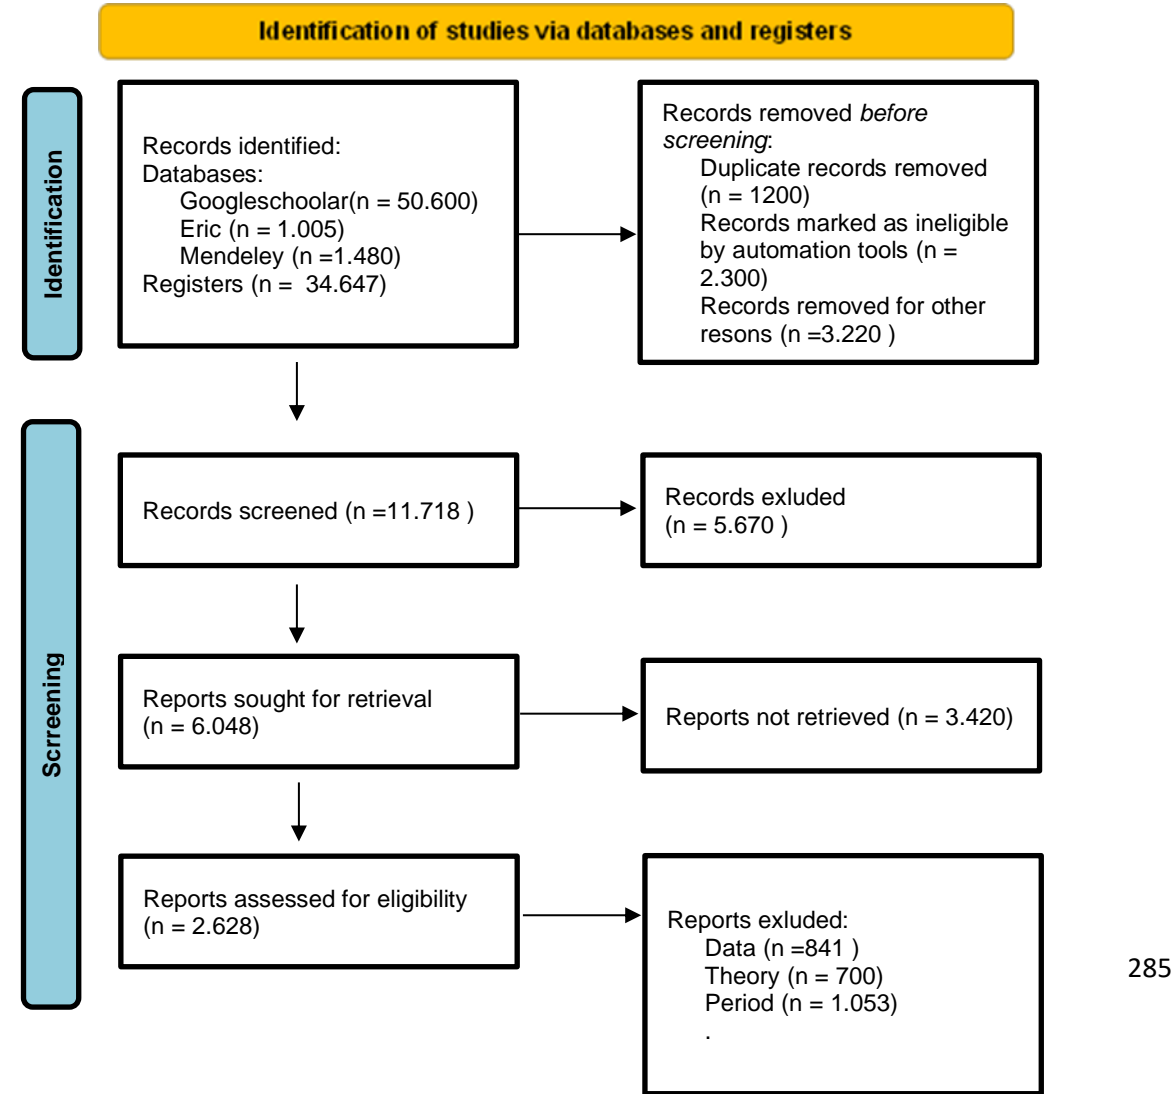 Identification of studies via databases and registers
Identification
Records identified:
Databases:
Googleschoolar(n = 50.600)
Eric (n = 1.005)
Mendeley (n =1.480)
Registers (n =  34.647)
Records removed before
screening:
Duplicate records removed
(n = 1200)
Records marked as ineligible
by automation tools (n =
2.300)
Records removed for other
resons (n =3.220 )
Scrreening
Records screened (n =11.718 )
Records exluded
(n = 5.670 )
Reports sought for retrieval
(n = 6.048)
Reports not retrieved (n = 3.420)
Reports assessed for eligibility
(n = 2.628)
Reports exluded:
Data (n =841 )
Theory (n = 700)
Period (n = 1.053)
.
285